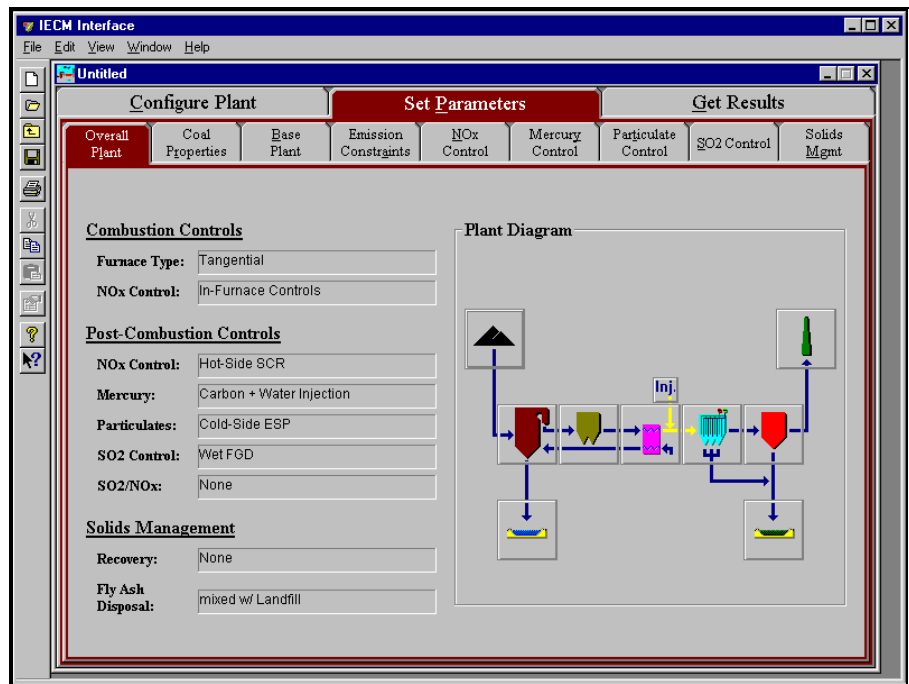 IECM Interface
File Edit View Window Help
Untitled
Configure Plant Set Parameters Get Results
Overall Plant
Coal Properties
Base Plant
Emission Constraints
NOx Control
Mercury Control
Particulate Control
SO2 Control
Solids Mgmt
Combustion Controls
Furnace Type: Tangential
NOx Control: In-Furnace Controls
Post-Combustion Controls
NOx Control: Hot-Side SCR
Mercury: Carbon + Water Injection
Particulates: Cold-Side ESP
SO2 Control: Wet FGD
SO2/NOx: None
Solids Management
Recovery: None
Fly Ash
Disposal: mixed w/ Landfill
Plant Diagram
Inj.